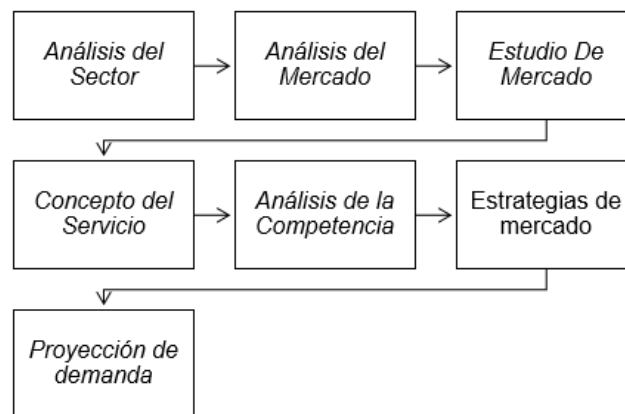 Análisis del
Sector
Análisis del
Mercado
Estudio De
Mercado
Concepto del
Servicio
Análisis de la
Competencia
Estrategias de
mercado
Proyección de
demanda